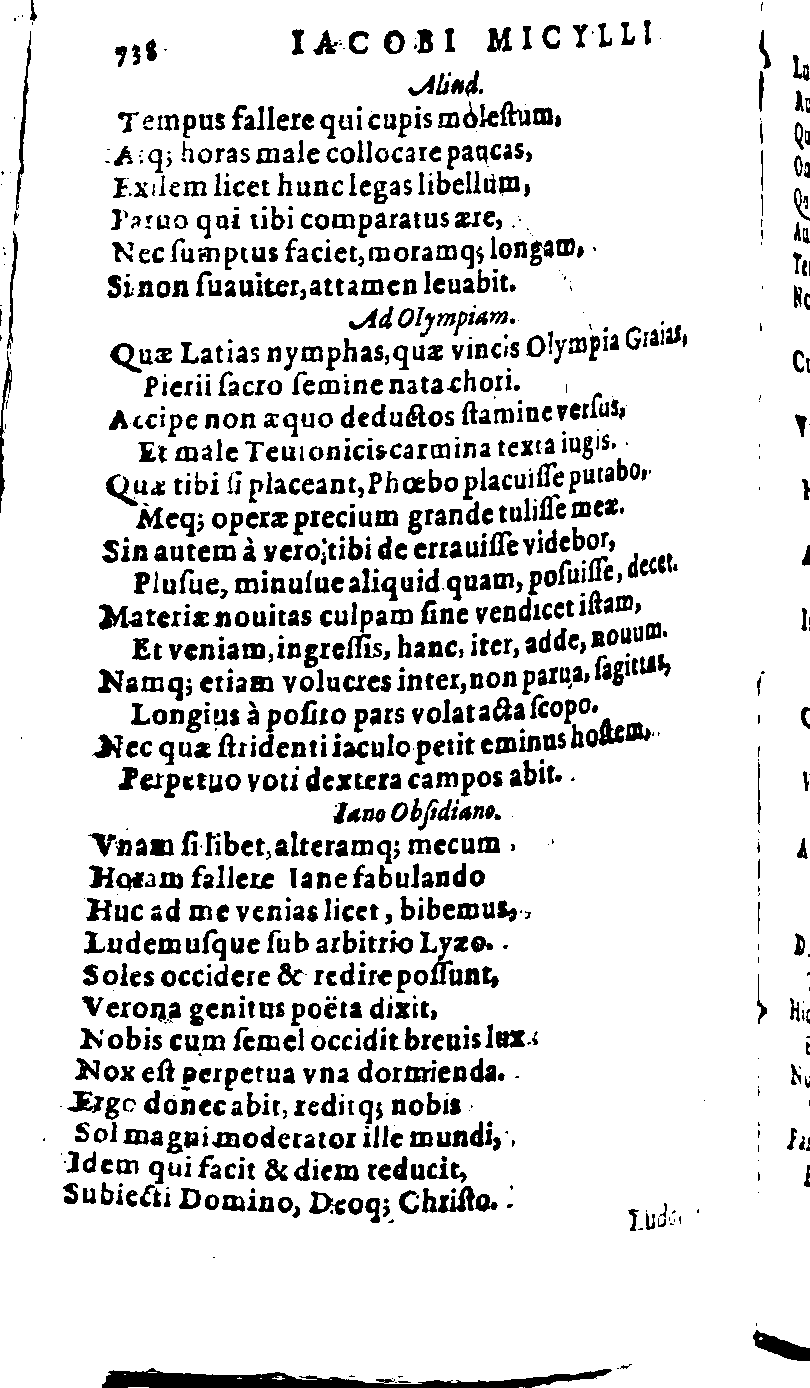 738 IACOBI MICYLLI
Aliud.
Tempus fallere qui cupis molestum,
Atq; horas male collocare paucas,
Exilem licet hunc legas libellum,
Paruo qui tibi comparatus ære,
Nec sumptus faciet, moramq; longam,
Si non suauiter, attamen leuabit.
Ad Olympiam.
Quæ Latias nymphas, quæ vincis Olympia Graias,
Pierii sacro semine nata chori.
Accipe non æquo deductos stamine versus,
Et male Teutonicis carmina texta iugis.
Quæ tibi si placeant, Phœbo placuisse putabo,
Meq; operæ precium grande tulisse meæ.
Sin autem à vero, tibi de errauisse videbor,
Plusue, minusue aliquid quam, posuisse, decet.
Materiæ nouitas culpam sine vendicet istam,
Et veniam, ingressis, hanc, iter, adde, nouum.
Namq; etiam volucres inter, non parua, sagittas,
Longius à posito pars volat acta scopo.
Nec quæ stridenti iaculo petit eminus hostem,
Perpetuo voti dextera campos abit.
Iano Obsidiano.
Vnam si libet, alteramq; mecum
Horam fallere Iane fabulando
Huc ad me venias licet, bibemus,
Ludemusque sub arbitrio Lyæo.
Soles occidere & redire possunt,
Verona genitus poëta dixit,
Nobis cum semel occidit breuis lux
Nox est perpetua vna dormienda.
Ergo donec abit, reditq; nobis
Sol magni moderator ille mundi,
Idem qui facit & diem reducit,
Subiecti Domino, Deoq; Christo.